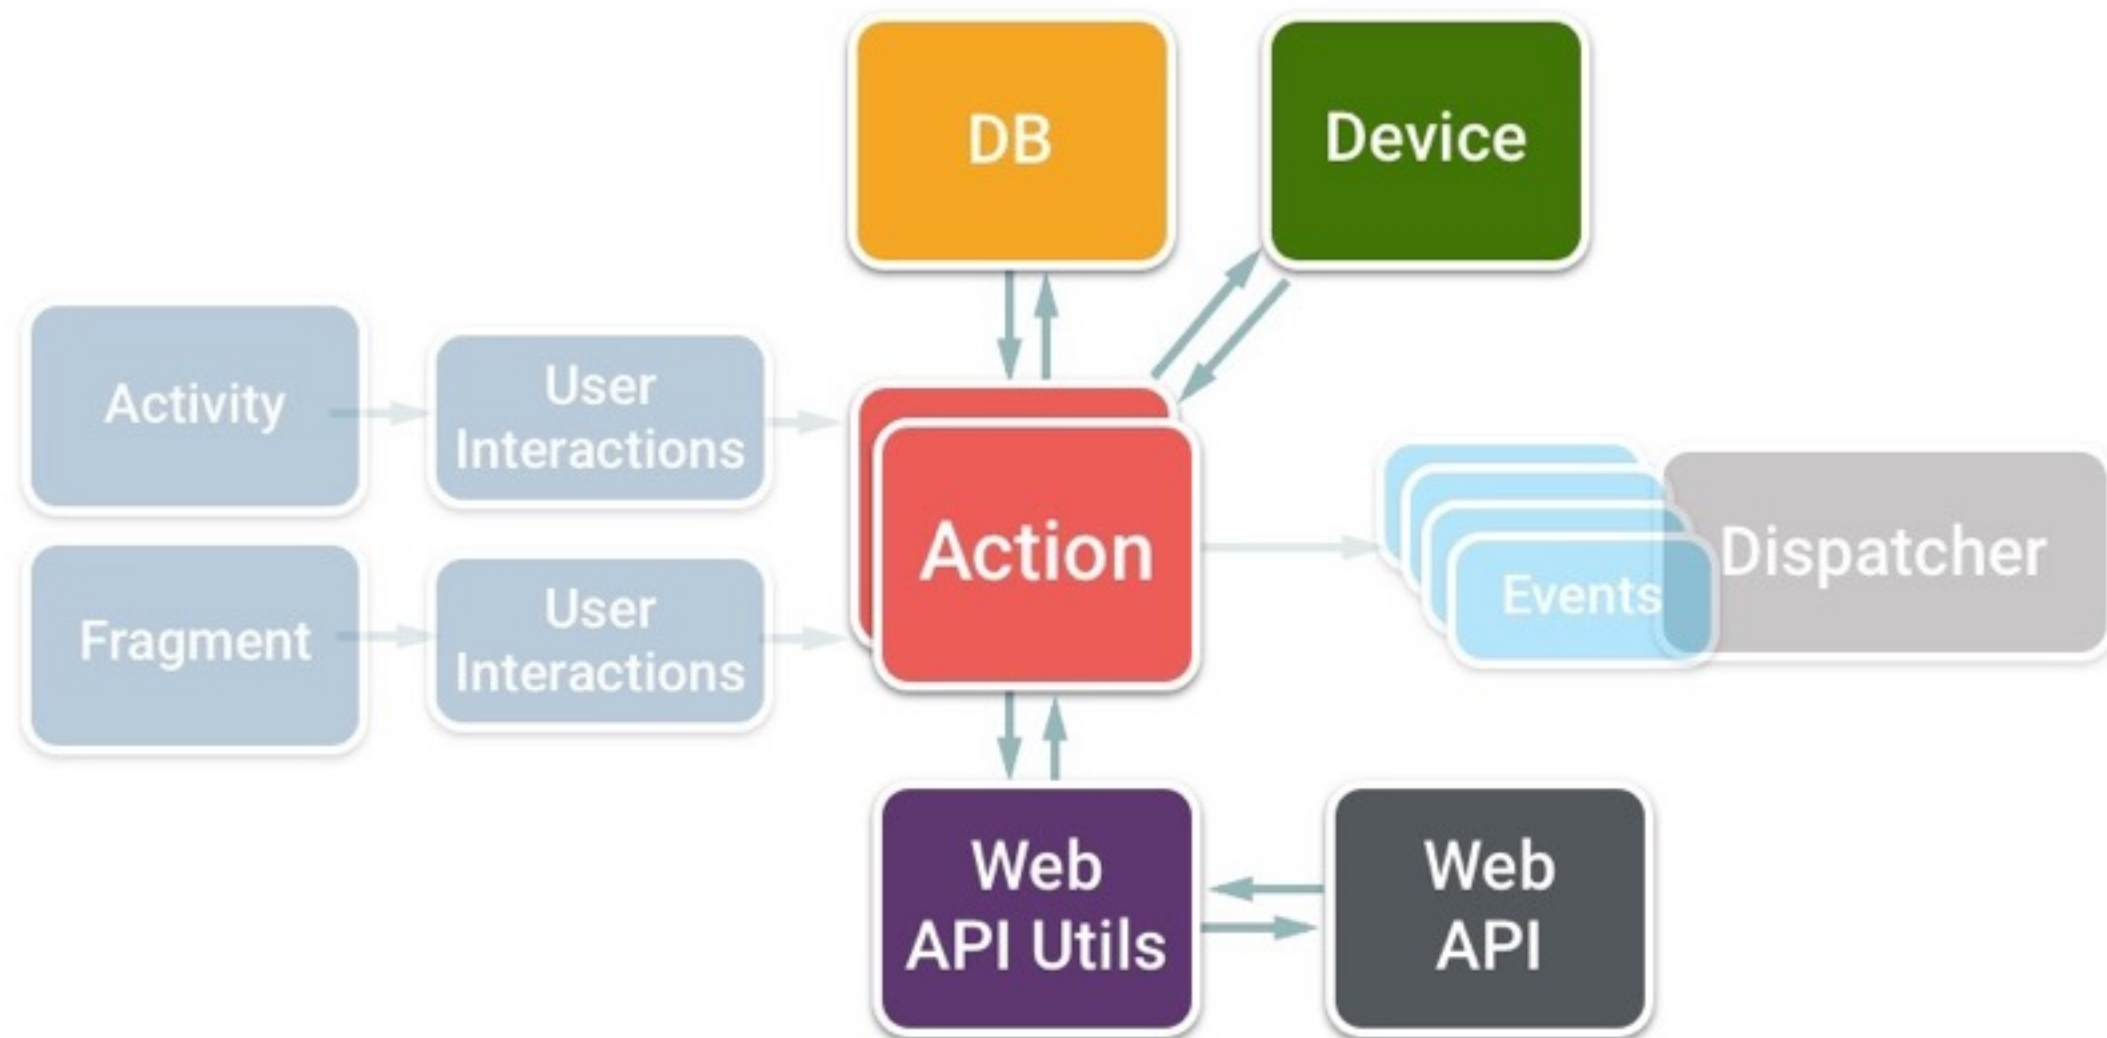 DB
Device
Activity
User
Interactions
Fragment
User
Interactions
Action
Events
Dispatcher
Web
API Utils
Web
API